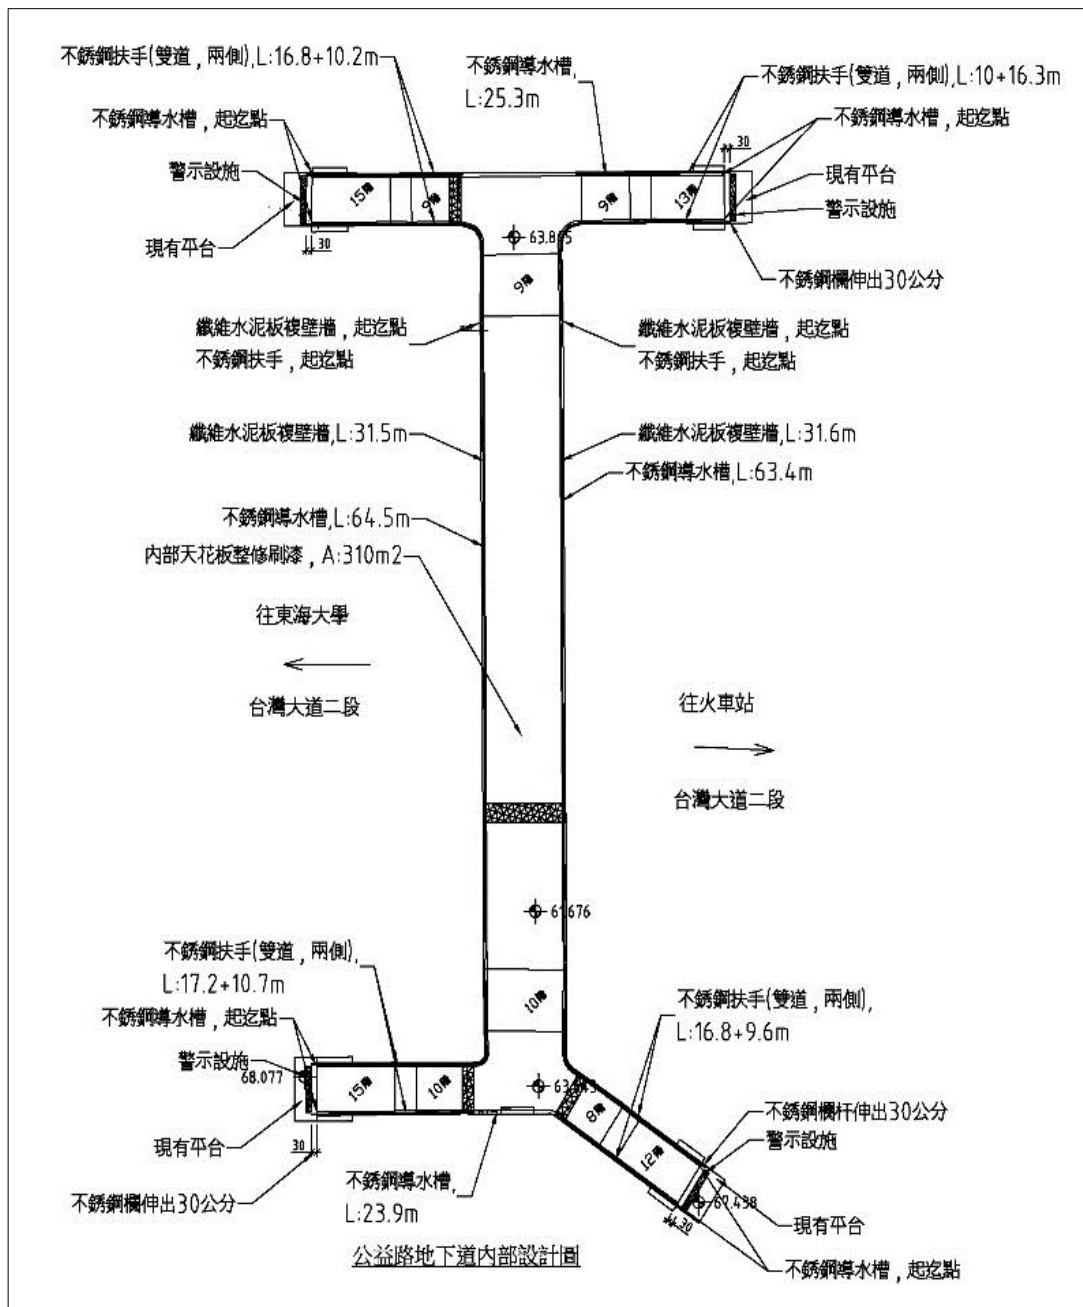 不銹鋼扶手(雙道，兩側),L:16.8+10.2m
不銹鋼導水槽,
L:25.3m
不銹鋼扶手(雙道，兩側),L:10+16.3m
不銹鋼導水槽，起迄點
不銹鋼導水槽，起迄點
30
警示設施
現有平台
15階
9階
9階
13階
警示設施
現有平台
30
不銹鋼欄伸出30公分
9階
纖維水泥板複壁牆，起迄點
不銹鋼扶手，起迄點
纖維水泥板複壁牆，起迄點
不銹鋼扶手，起迄點
纖維水泥板複壁牆,L:31.5m
纖維水泥板複壁牆,L:31.6m
不銹鋼導水槽,L:63.4m
不銹鋼導水槽,L:64.5m
內部天花板整修刷漆，A:310m2
往東海大學
台灣大道二段
往火車站
台灣大道二段
61.676
不銹鋼扶手(雙道，兩側),
L:17.2+10.7m
10階
不銹鋼扶手(雙道，兩側),
L:16.8+9.6m
不銹鋼導水槽，起迄點
警示設施
68.077
15階
10階
8階
12階
不銹鋼欄杆伸出30公分
警示設施
現有平台
30
不銹鋼欄伸出30公分
不銹鋼導水槽,
L:23.9m
67.438
30
現有平台
不銹鋼導水槽，起迄點
公益路地下道內部設計圖